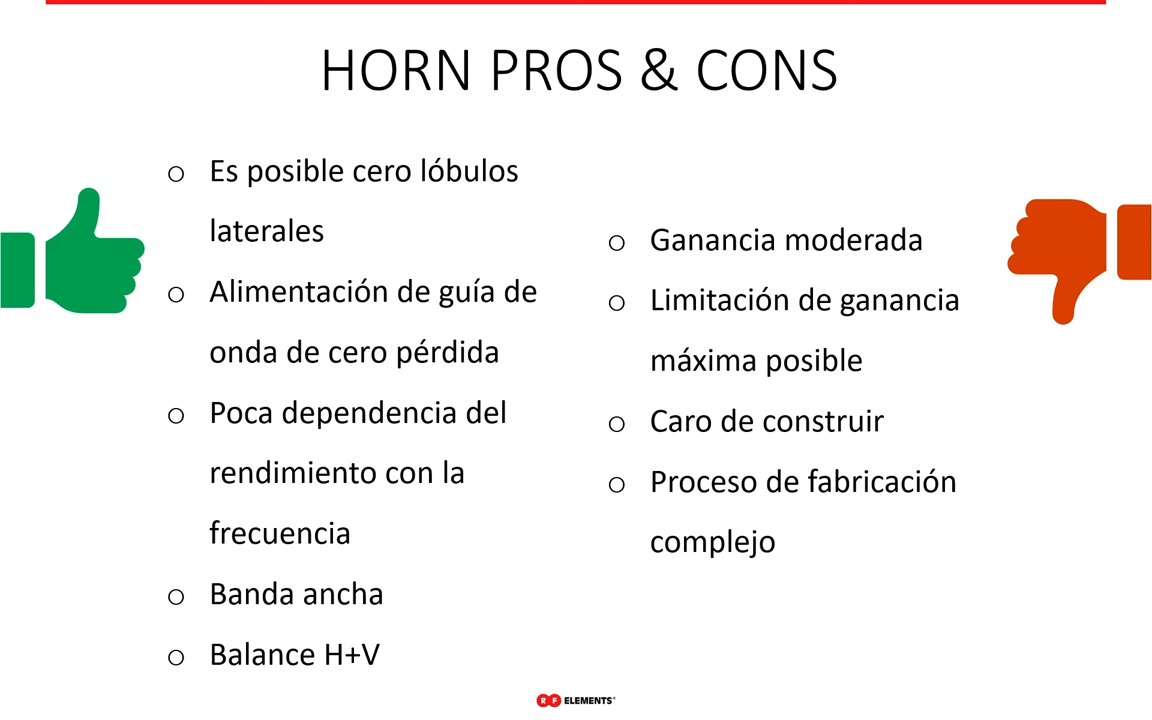 HORN PROS & CONS
o Es posible cero lóbulos
laterales
o Alimentación de guía de
onda de cero pérdida
o Poca dependencia del
rendimiento con la
frecuencia
o Banda ancha
o Balance H+V
o Ganancia moderada
o Limitación de ganancia
máxima posible
o Caro de construir
o Proceso de fabricación
complejo
RF ELEMENTS®